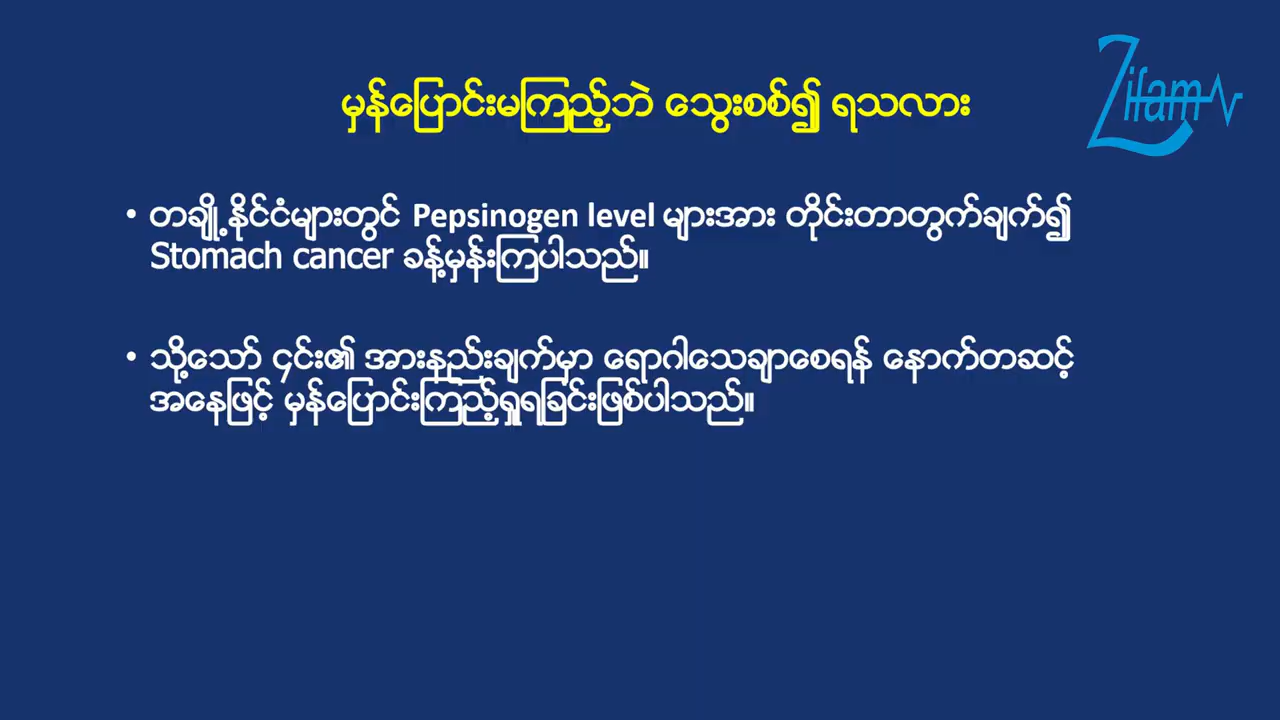 Zifam
မှန်ပြောင်းမကြည့်ဘဲ သွေးစစ်၍ ရသလား
• တချို့နိုင်ငံများတွင် Pepsinogen level များအား တိုင်းတာတွက်ချက်၍
Stomach cancer ခန့်မှန်းကြပါသည်။
• သို့သော် ၄င်း၏ အားနည်းချက်မှာ ရောဂါသေချာစေရန် နောက်တဆင့်
အနေဖြင့် မှန်ပြောင်းကြည့်ရှုရခြင်းဖြစ်ပါသည်။